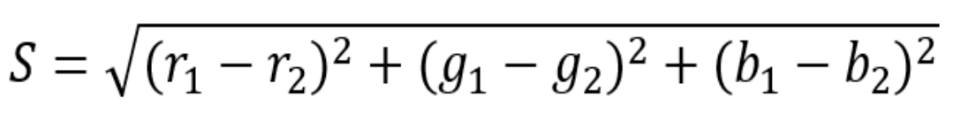 S = √(r₁ − r₂)² + (g₁ − g₂)² + (b₁ − b₂)²